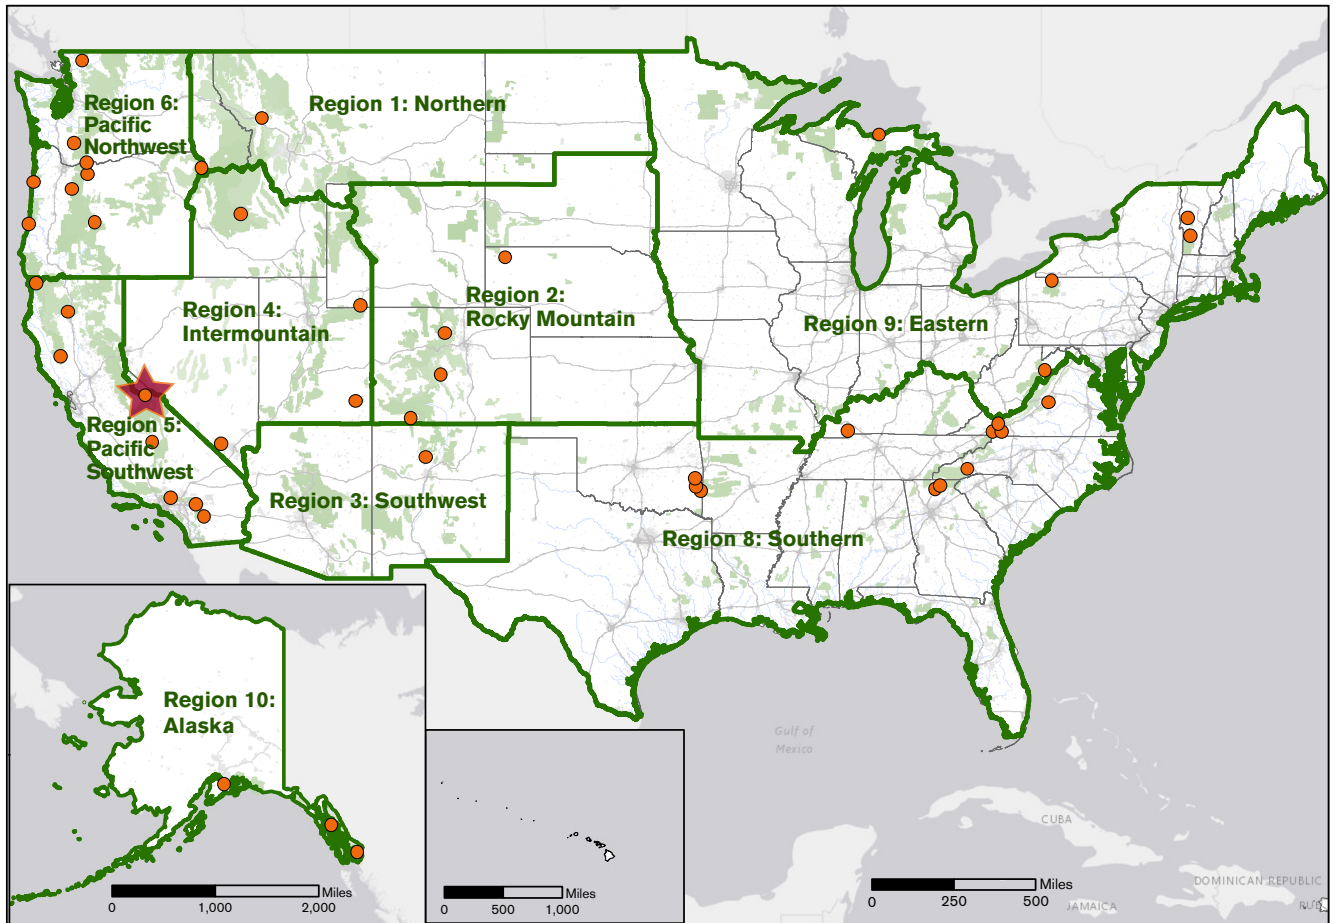 Region 6:
Pacific
Northwest
Region 1: Northern
Region 4:
Intermountain
Region 2:
Rocky Mountain
Region 9: Eastern
Region 5:
Pacific
Southwest
Region 3: Southwest
Region 8: Southern
Region 10:
Alaska
Gulf of
Mexico
CUBA
DOMINICAN REPUBLIC
JAMAICA
Miles
0 1,000 2,000
Miles
0 500 1,000
Miles
0 250 500